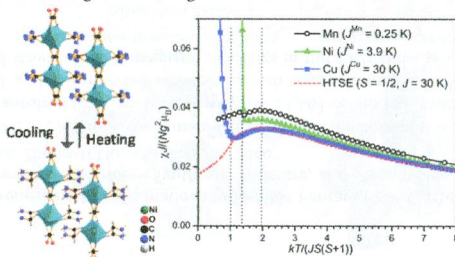 Cooling
Heating
Ni
O
C
N
H
χJ/(Ng²μ_B)
0.06
0.04
0.02
0.00
Mn (J^Mn = 0.25 K)
Ni (J^Ni = 3.9 K)
Cu (J^Cu = 30 K)
HTSE (S = 1/2, J = 30 K)
0 1 2 3 4 5 6 7 8
kT/(JS(S+1))